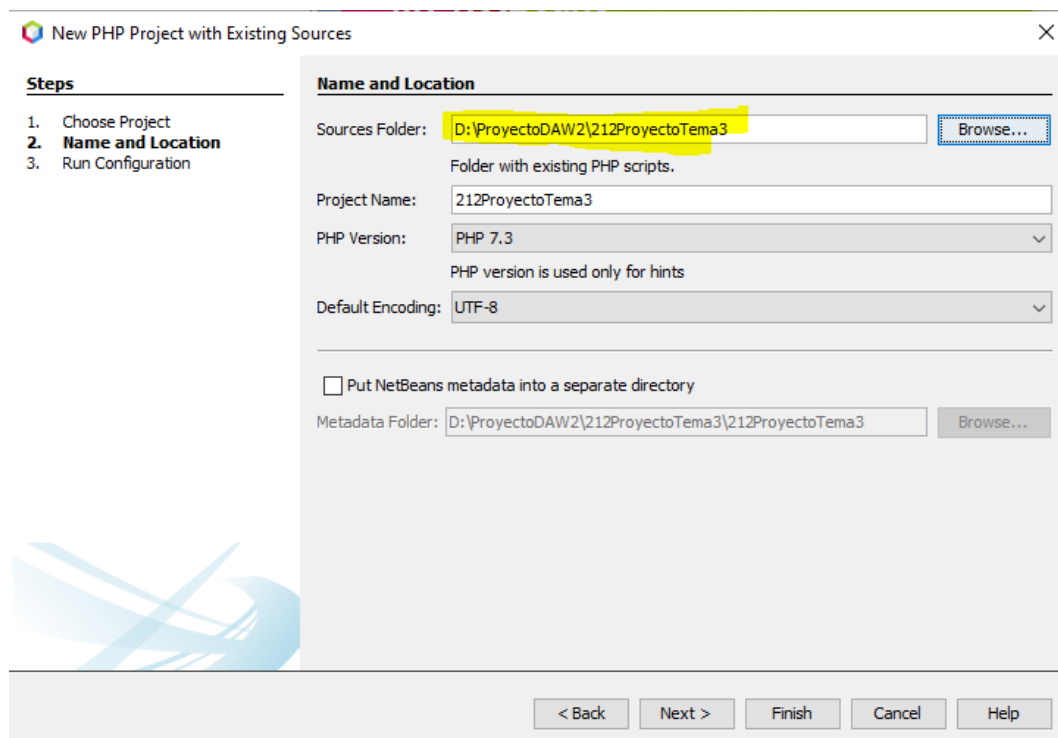 New PHP Project with Existing Sources
Steps
1. Choose Project
2. Name and Location
3. Run Configuration
Name and Location
Sources Folder: D:\ProyectoDAW2\212ProyectoTema3 Browse...
Folder with existing PHP scripts.
Project Name: 212ProyectoTema3
PHP Version: PHP 7.3
PHP version is used only for hints
Default Encoding: UTF-8
Put NetBeans metadata into a separate directory
Metadata Folder: D:\ProyectoDAW2\212ProyectoTema3\212ProyectoTema3 Browse...
< Back Next > Finish Cancel Help